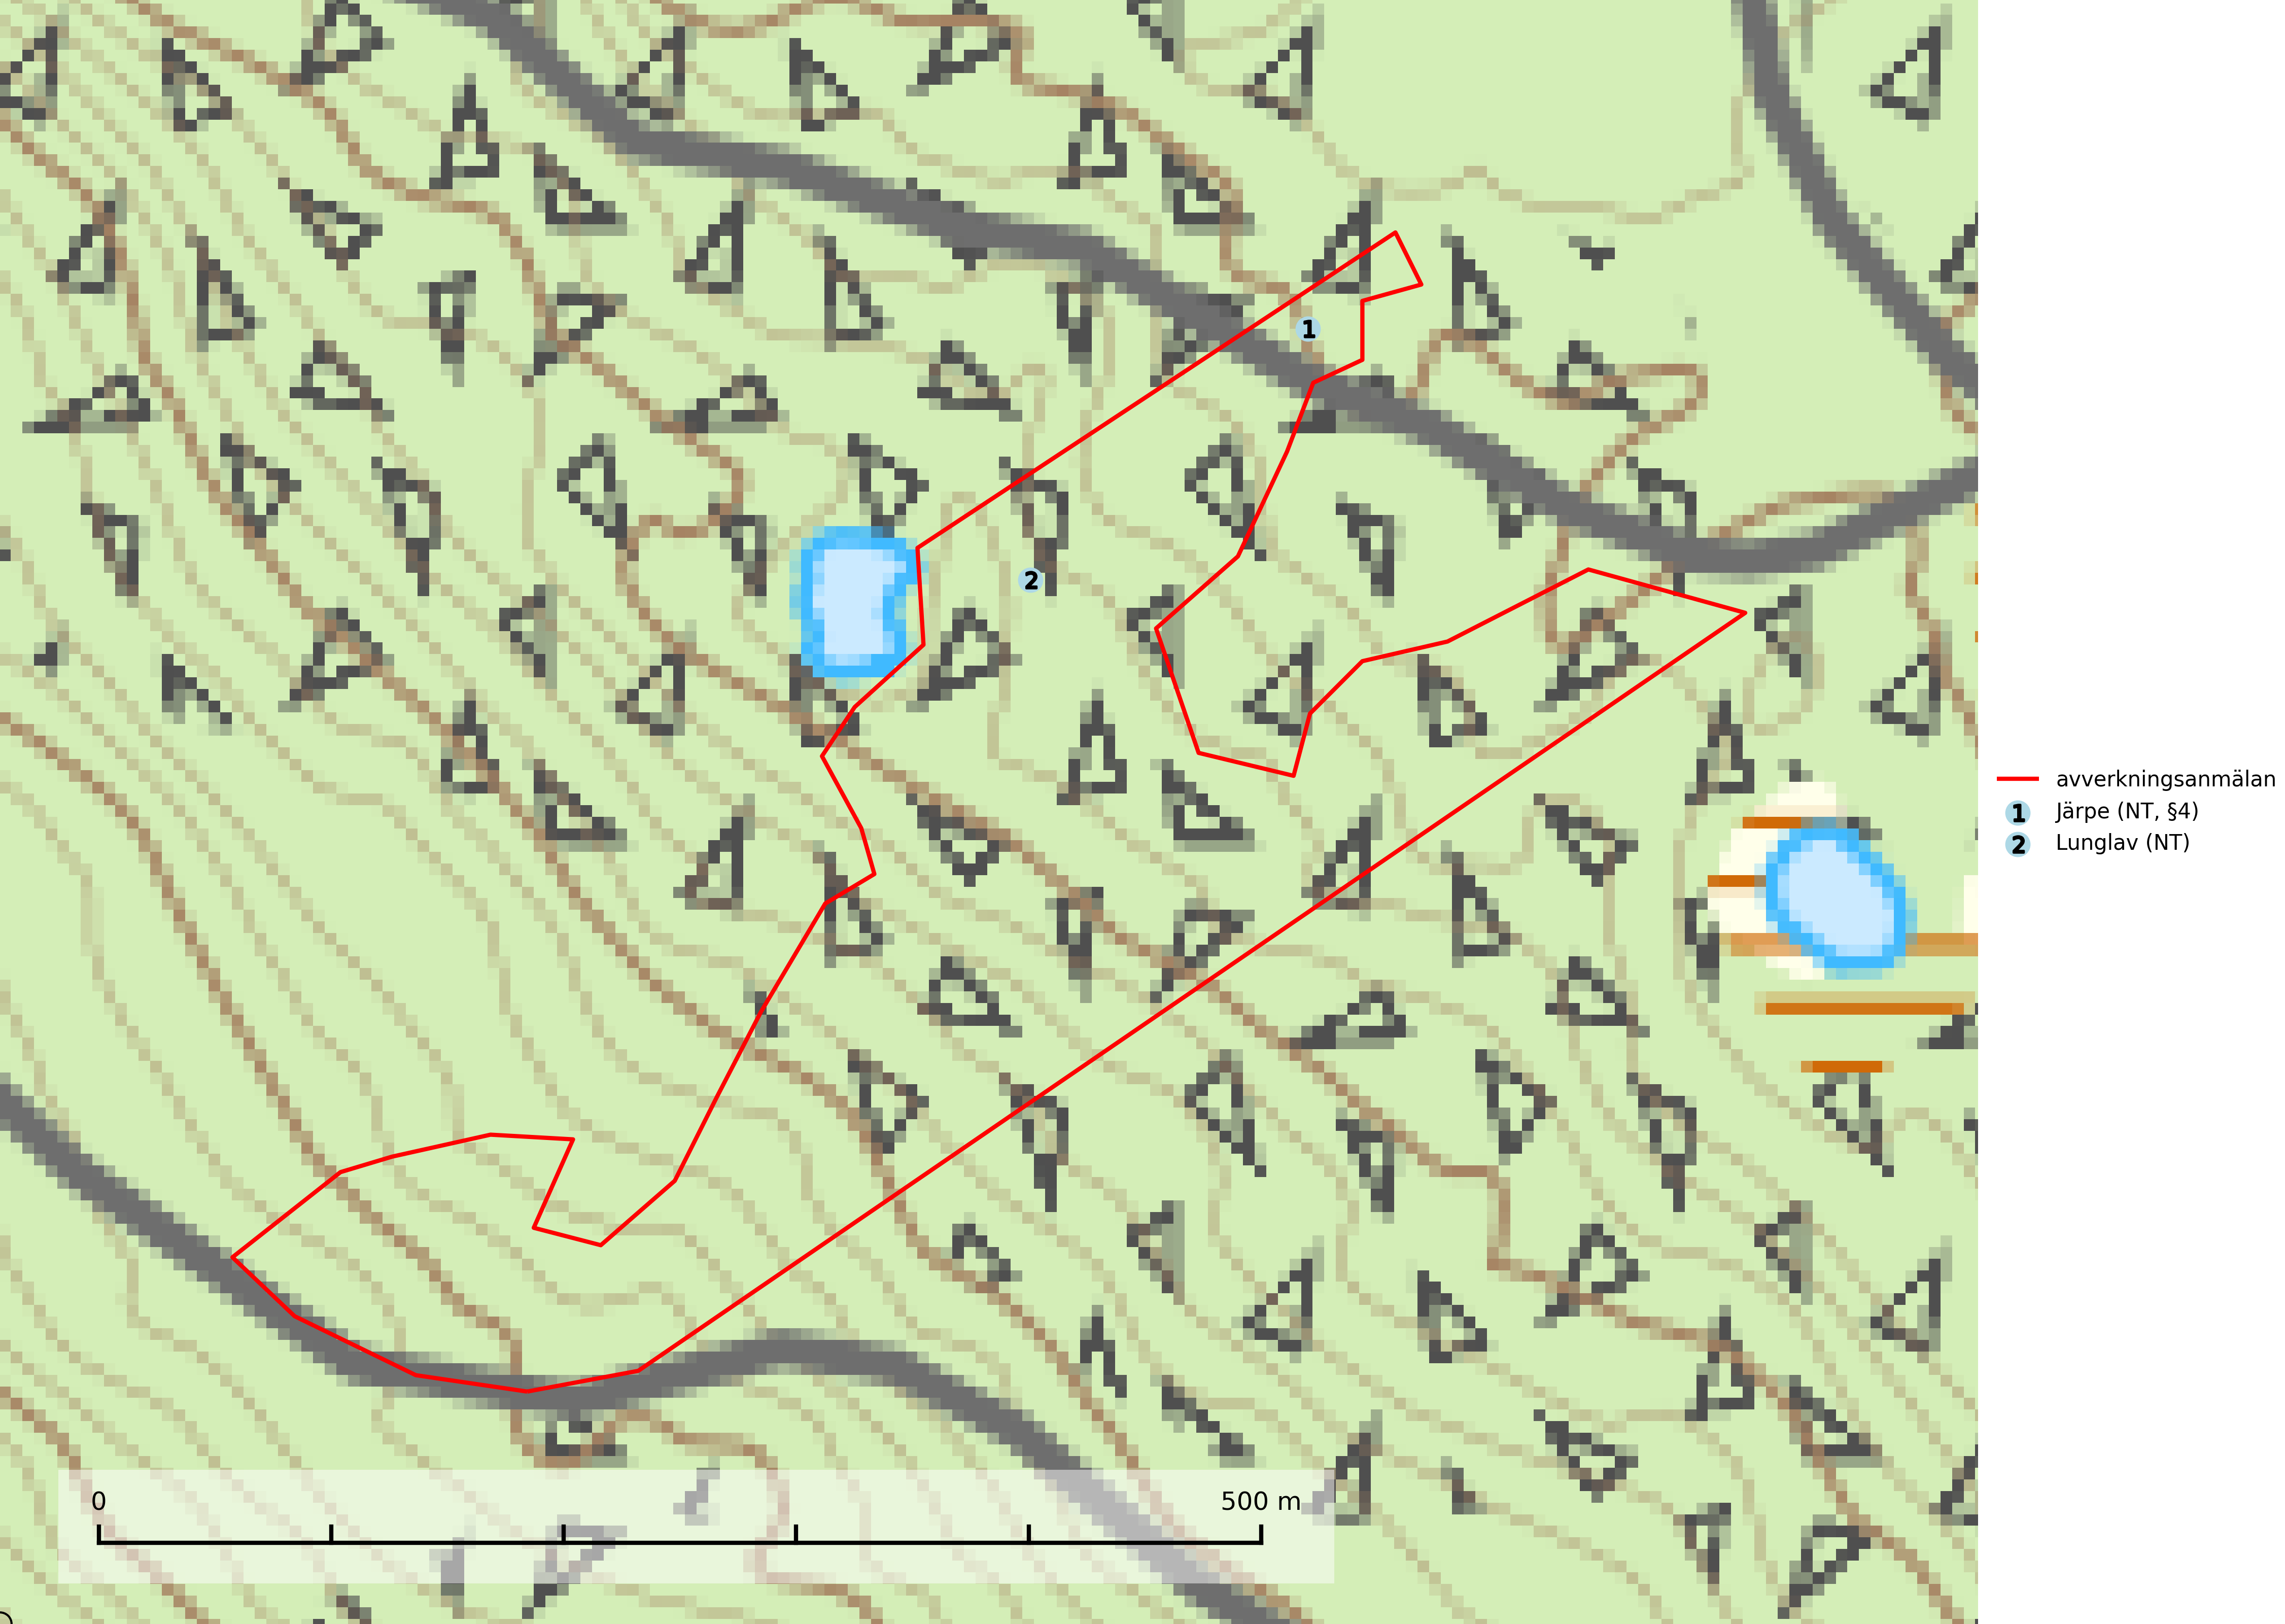 1
2
avverkningsanmälan
1 Järpe (NT, §4)
2 Lunglav (NT)
0 500 m